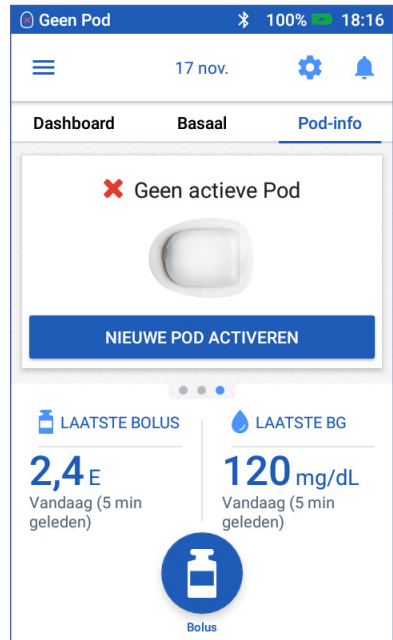 Geen Pod 100% 18:16
17 nov.
Dashboard Basaal Pod-info
Geen actieve Pod
NIEUWE POD ACTIVEREN
LAATSTE BOLUS LAATSTE BG
2,4 E 120 mg/dL
Vandaag (5 min geleden) Vandaag (5 min geleden)
Bolus